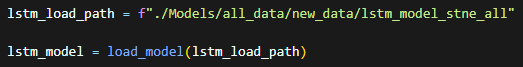 lstm_load_path = f"./Models/all_data/new_data/lstm_model_stne_all"
lstm_model = load_model(lstm_load_path)